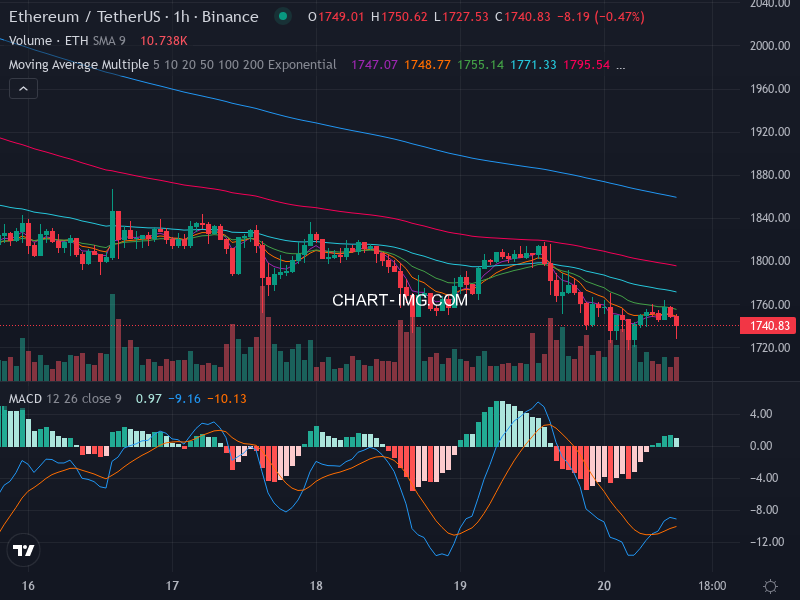 Ethereum / TetherUS · 1h · Binance O1749.01 H1750.62 L1727.53 C1740.83 −8.19 (−0.47%)
Volume · ETH SMA 9 10.738K
Moving Average Multiple 5 10 20 50 100 200 Exponential 1747.07 1748.77 1755.14 1771.33 1795.54 ...
2040.00
2000.00
1960.00
1920.00
1880.00
1840.00
1800.00
1760.00
CHART-IMG.COM
1740.83
1720.00
MACD 12 26 close 9 0.97 −9.16 −10.13
4.00
0.00
−4.00
−8.00
−12.00
16 17 18 19 20 18:00